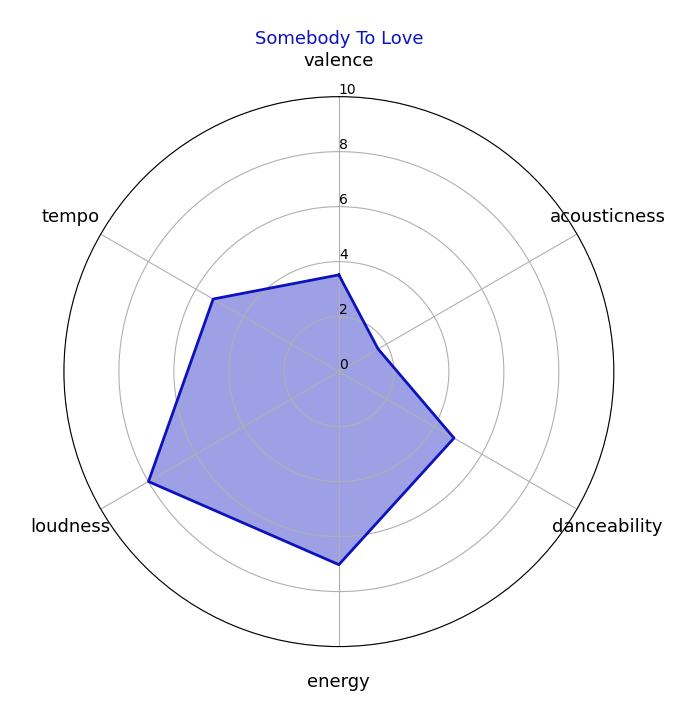 Somebody To Love
valence
10
8
6
4
2
0
tempo
acousticness
loudness
danceability
energy